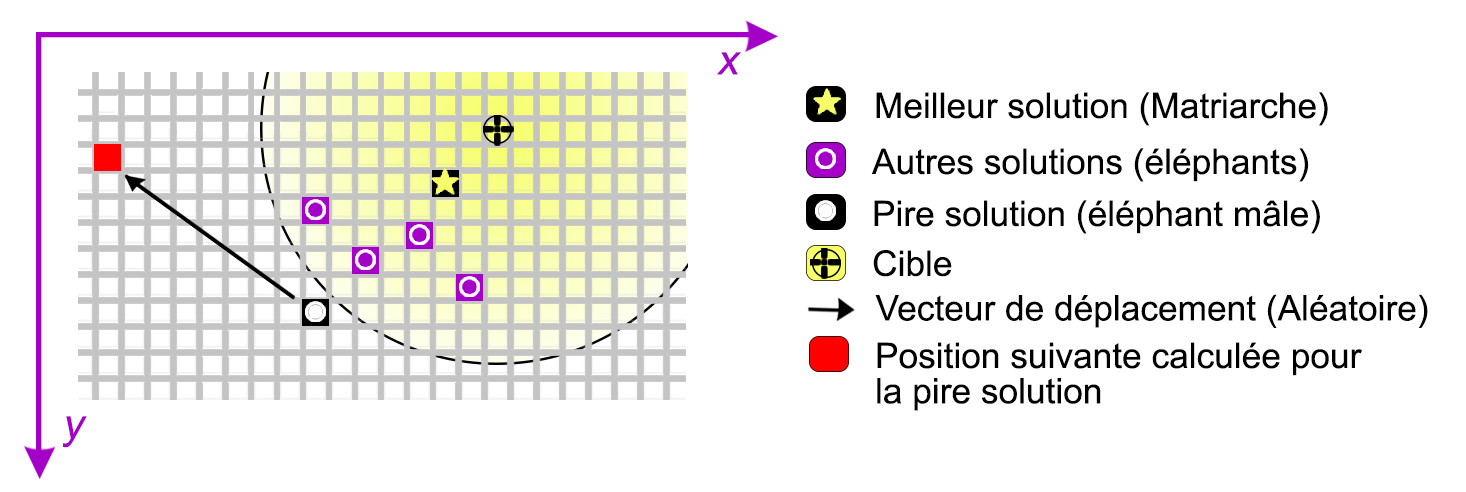 x
y
Meilleur solution (Matriarche)
Autres solutions (éléphants)
Pire solution (éléphant mâle)
Cible
Vecteur de déplacement (Aléatoire)
Position suivante calculée pour
la pire solution